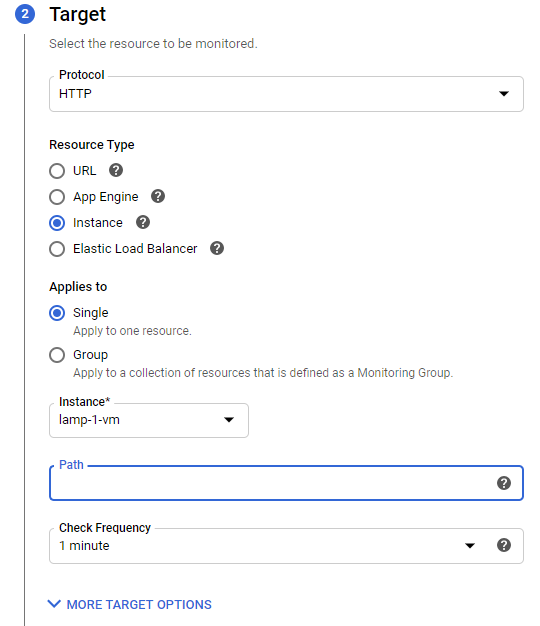 2 Target
Select the resource to be monitored.
Protocol
HTTP
Resource Type
URL ?
App Engine ?
Instance ?
Elastic Load Balancer ?
Applies to
Single
Apply to one resource.
Group
Apply to a collection of resources that is defined as a Monitoring Group.
Instance*
lamp-1-vm
Path
?
Check Frequency
1 minute ?
MORE TARGET OPTIONS